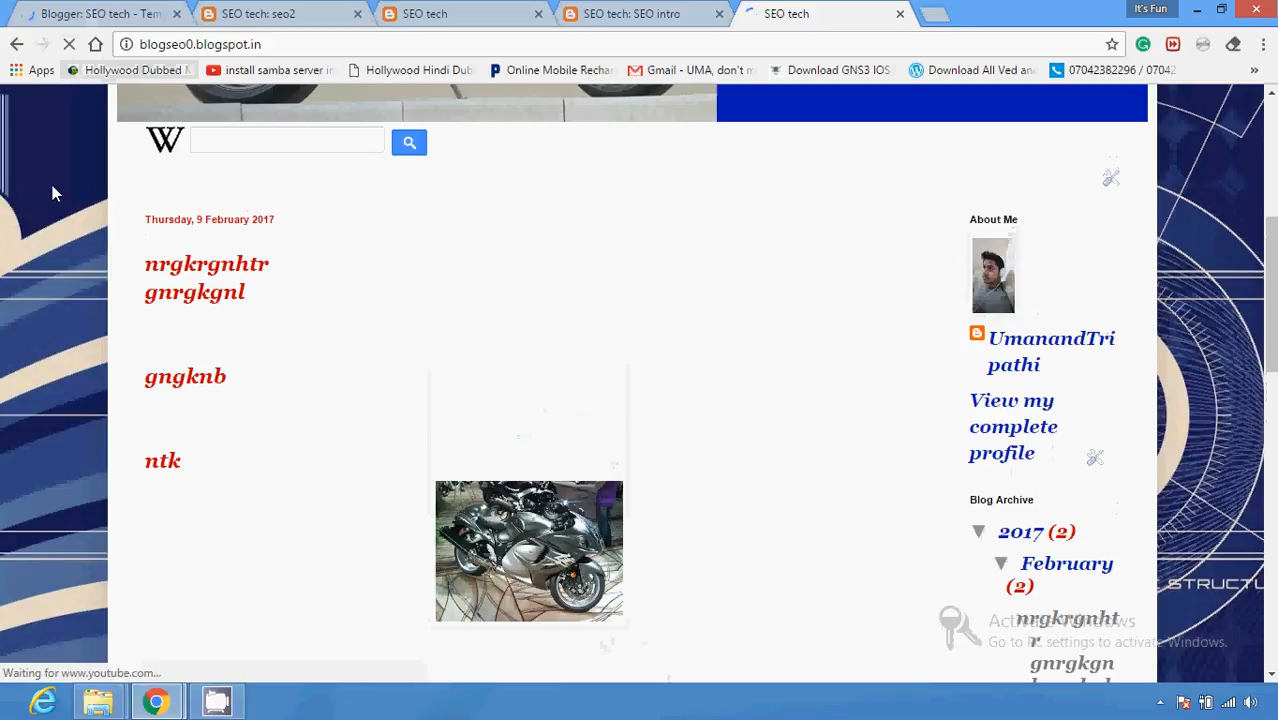 Blogger: SEO tech - Tem
SEO tech: seo2
SEO tech
SEO tech: SEO intro
SEO tech
It's Fun
blogseo0.blogspot.in
Apps
Hollywood Dubbed
install samba server in
Hollywood Hindi Dub
Online Mobile Rechar
Gmail - UMA, don't m
Download GNS3 IOS
Download All Ved an
07042382296 / 07042
»
W
Thursday, 9 February 2017
nrgkrgnhtr
gnrgkgnl
gngknb
ntk
About Me
UmanandTri
pathi
View my
complete
profile
Blog Archive
▼ 2017 (2)
▼ February
(2)
nrgkrgnht
r
gnrgkgn
Activate Windows
Go to PC settings to activate Windows.
STRUCTU
Waiting for www.youtube.com...